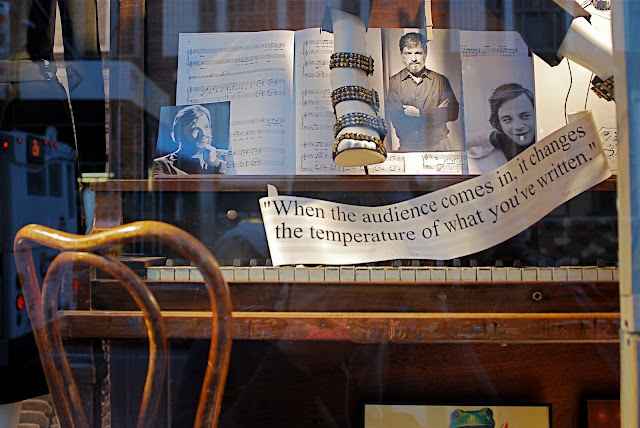 "When the audience comes in, it changes
the temperature of what you've written."